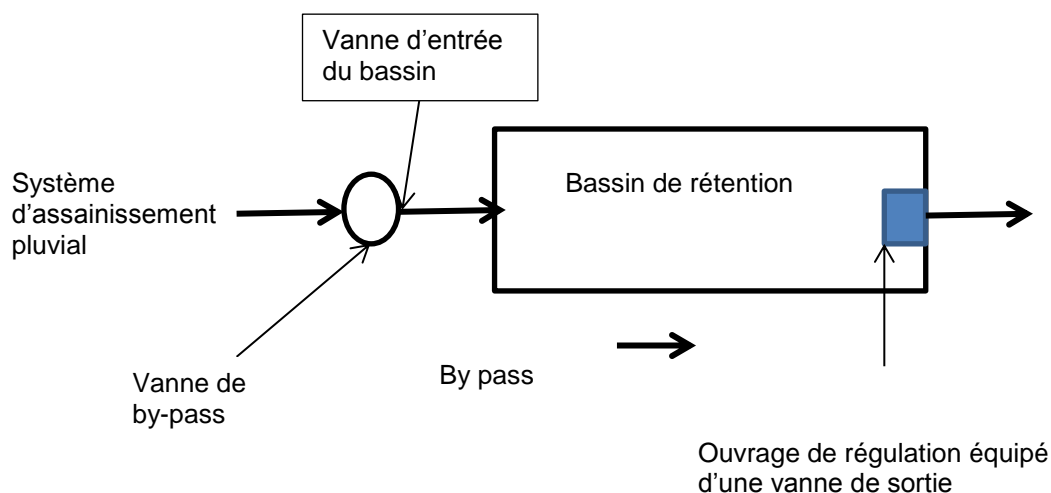 Vanne d'entrée
du bassin
Système
d'assainissement
pluvial
Bassin de rétention
Vanne de
by-pass
By pass
Ouvrage de régulation équipé
d'une vanne de sortie